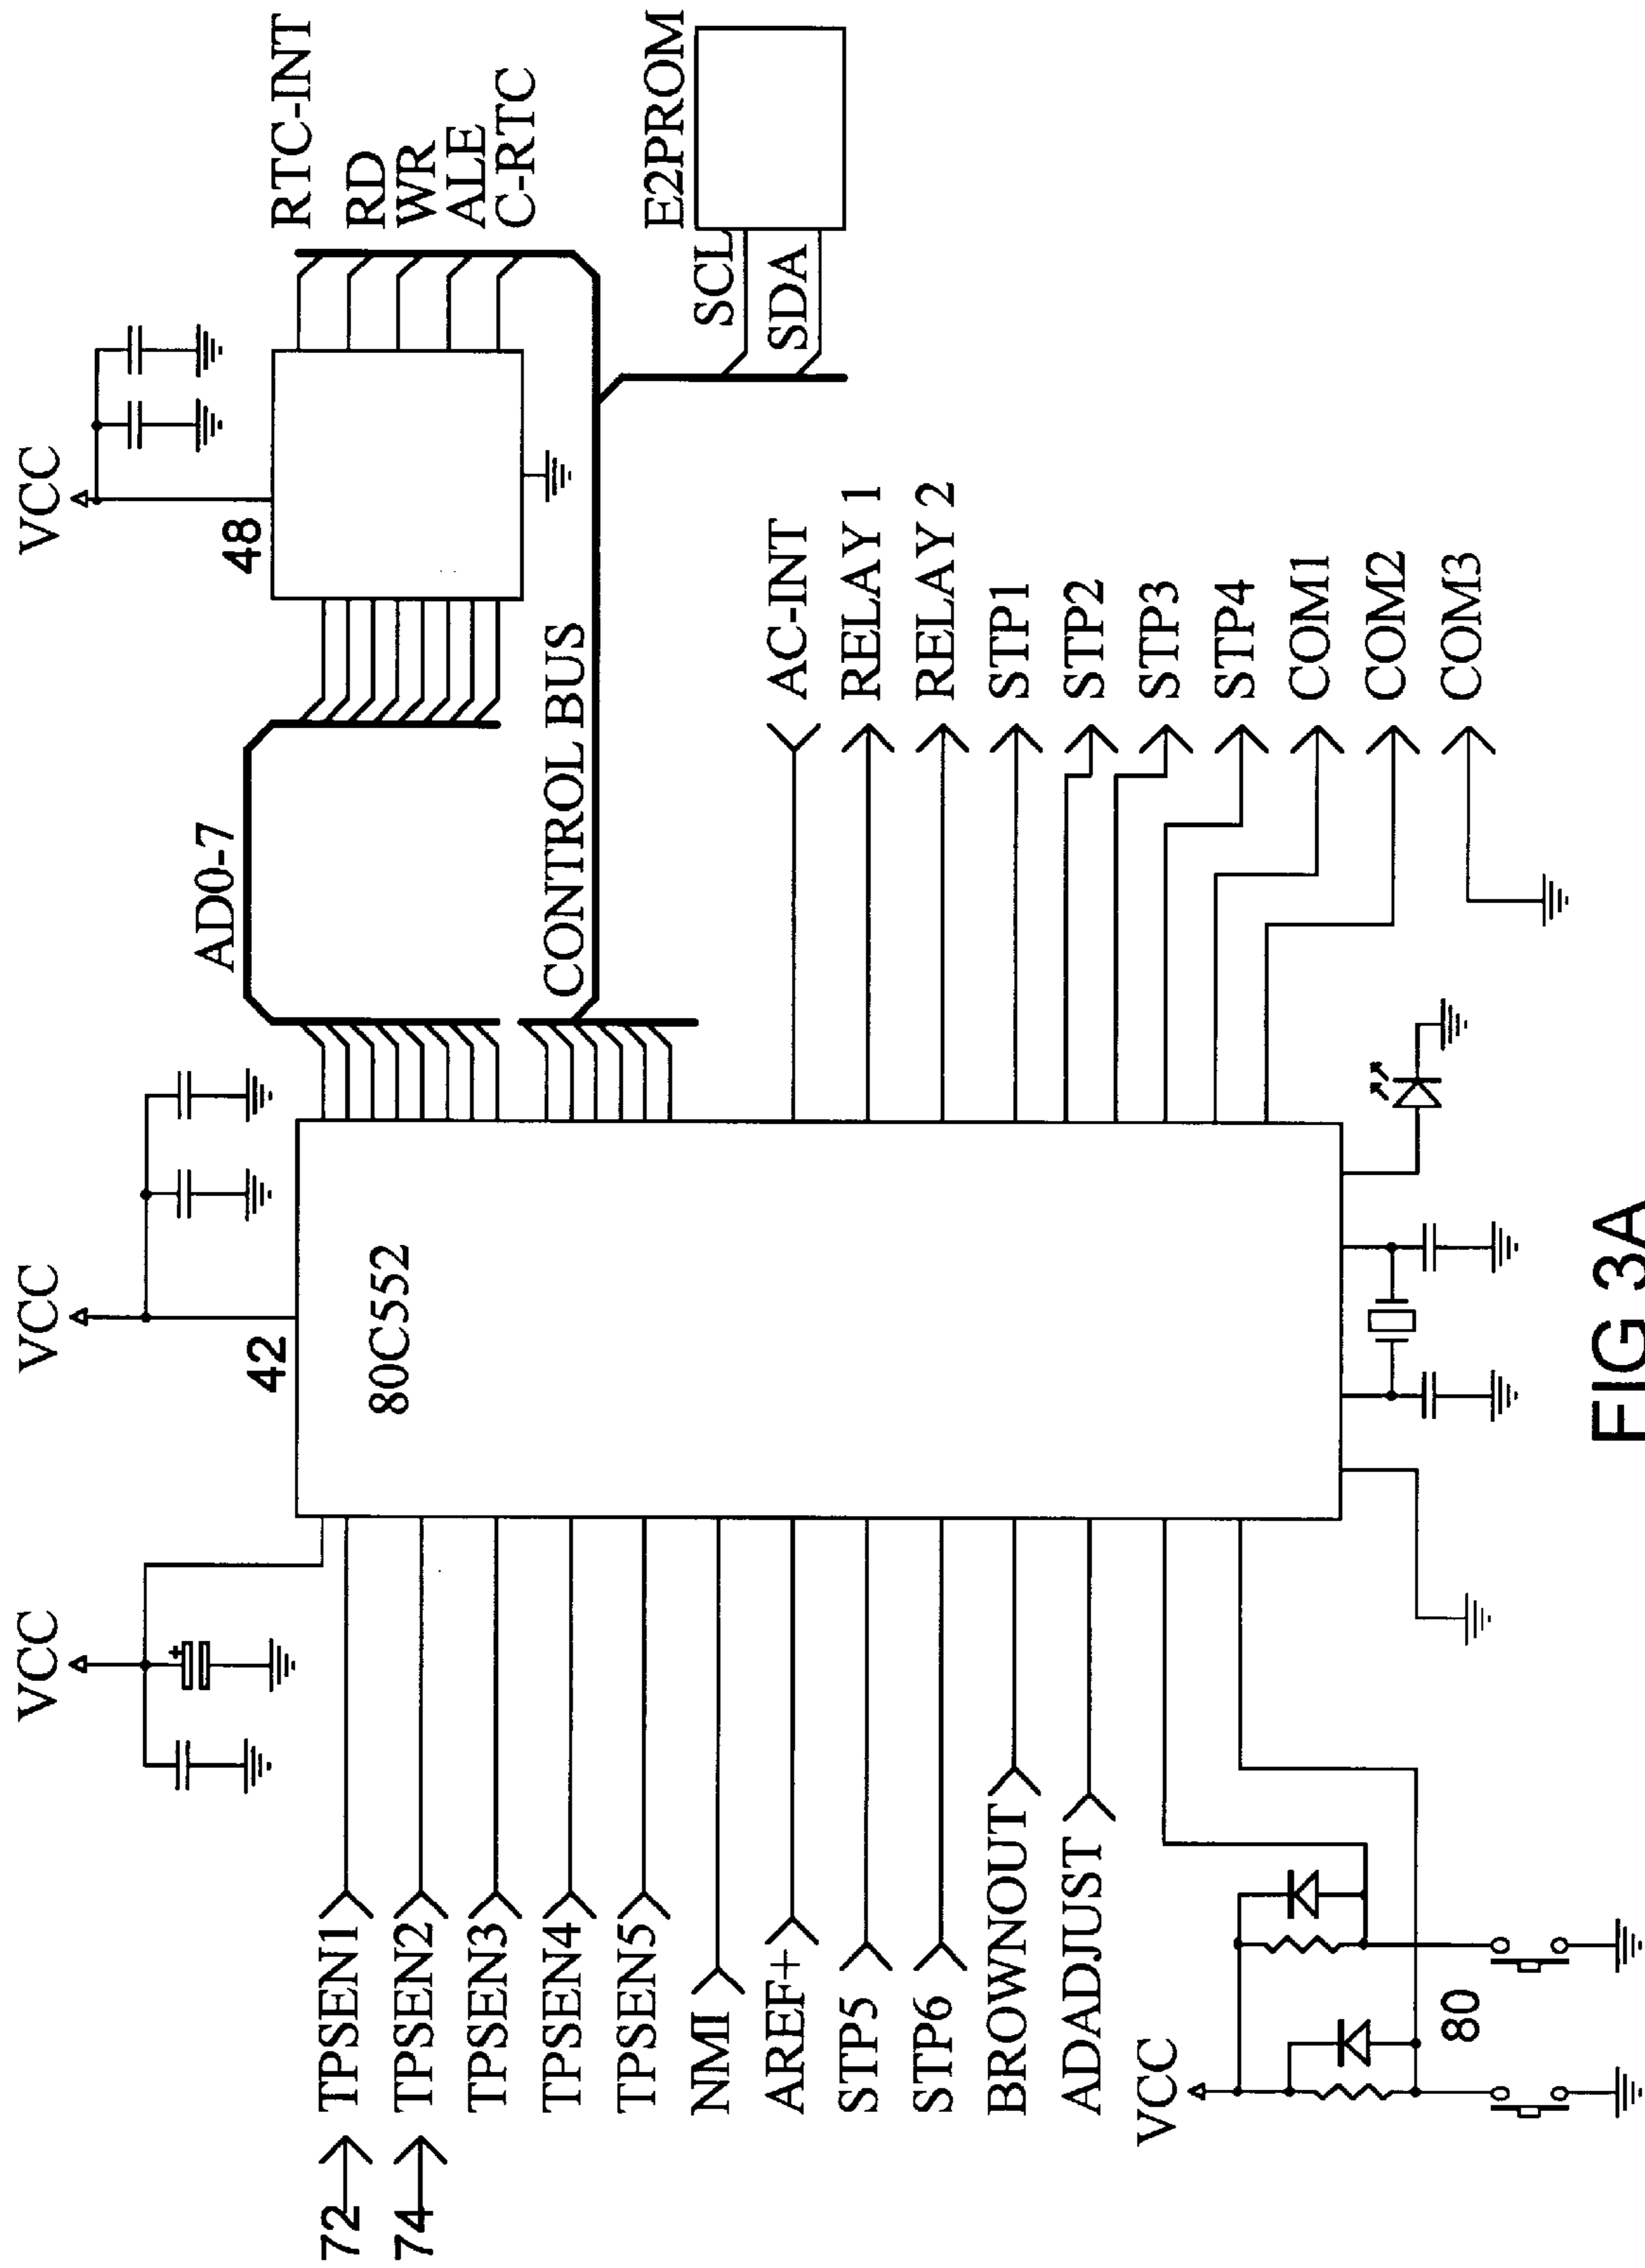 VCC
VCC
VCC
42
80C552
48
AD0-7
CONTROL BUS
RTC-INT
RD
WR
ALE
C-RTC
E2PROM
SCL
SDA
72
TPSEN1
74
TPSEN2
TPSEN3
TPSEN4
TPSEN5
NMI
AREF+
STP5
STP6
BROWNOUT
ADADJUST
VCC
80
AC-INT
RELAY 1
RELAY 2
STP1
STP2
STP3
STP4
COM1
COM2
COM3
FIG 3A